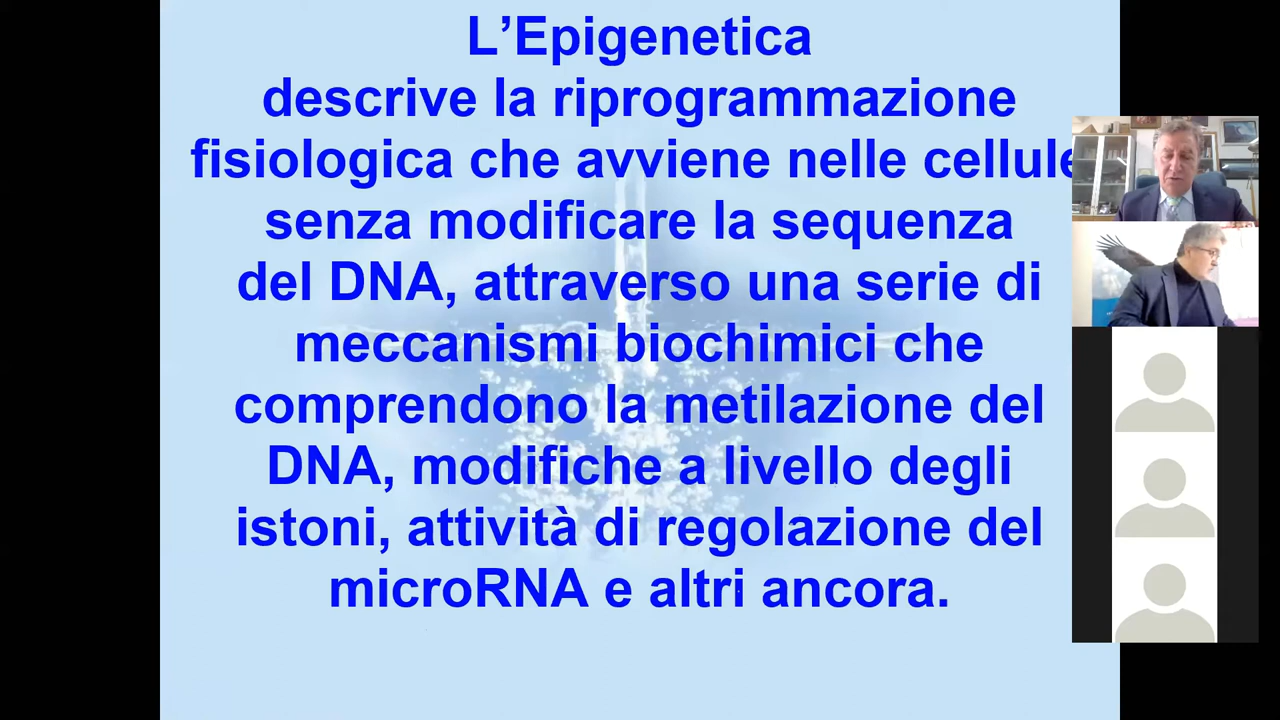 L’Epigenetica
descrive la riprogrammazione
fisiologica che avviene nelle cellule
senza modificare la sequenza
del DNA, attraverso una serie di
meccanismi biochimici che
comprendono la metilazione del
DNA, modifiche a livello degli
istoni, attività di regolazione del
microRNA e altri ancora.